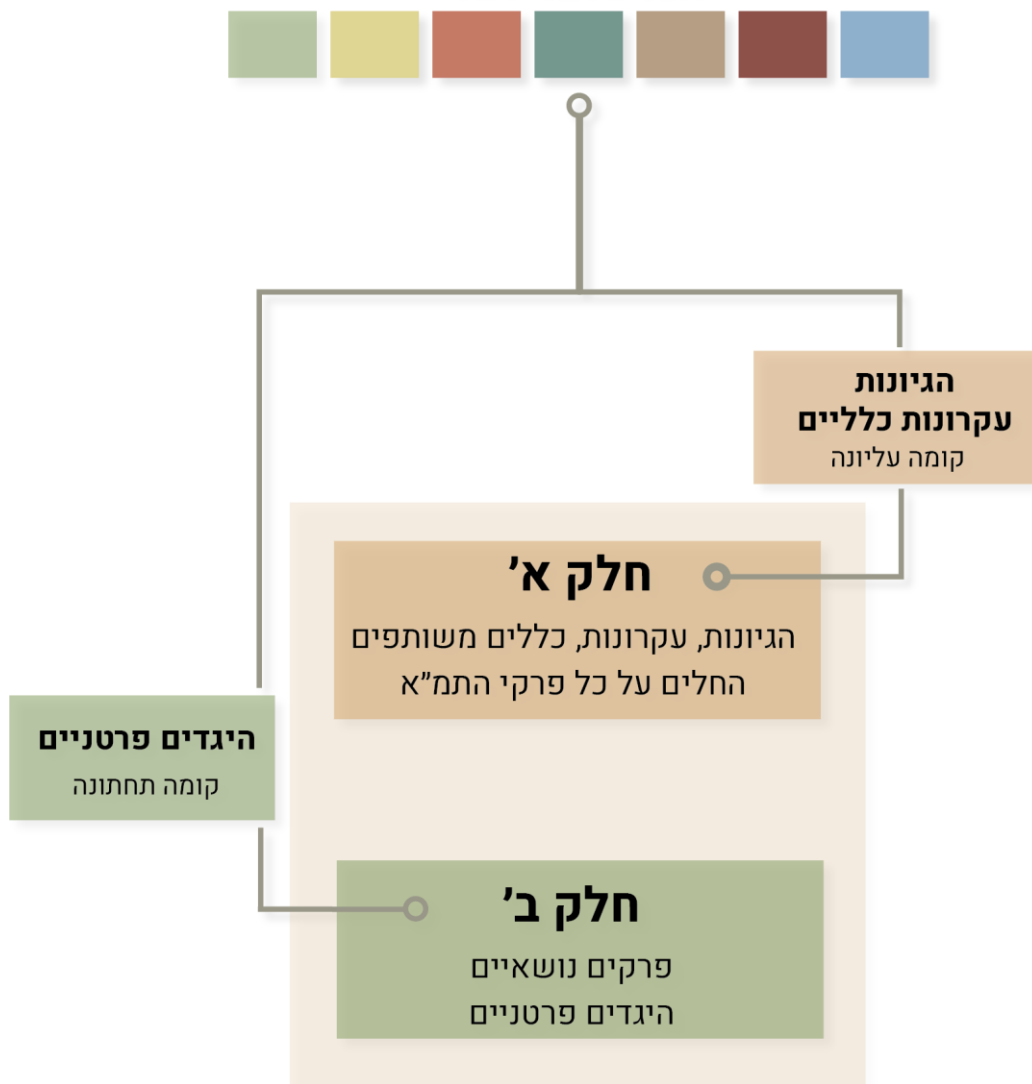 הגיונות
עקרונות כלליים
קומה עליונה
חלק א׳
הגיונות, עקרונות, כללים משותפים
החלים על כל פרקי התמ״א
היגדים פרטניים
קומה תחתונה
חלק ב׳
פרקים נושאיים
היגדים פרטניים